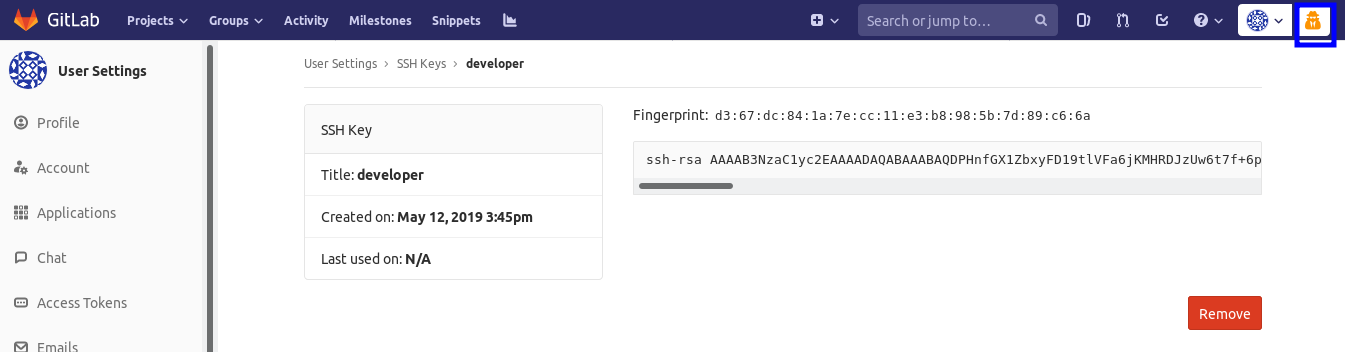 GitLab Projects Groups Activity Milestones Snippets Search or jump to...
User Settings
Profile
Account
Applications
Chat
Access Tokens
Emails
User Settings > SSH Keys > developer
SSH Key
Title: developer
Created on: May 12, 2019 3:45pm
Last used on: N/A
Fingerprint: d3:67:dc:84:1a:7e:cc:11:e3:b8:98:5b:7d:89:c6:6a
ssh-rsa AAAAB3NzaC1yc2EAAAADAQABAAABAQDPHnfGX1ZbxyFD19tlVFa6jKMHRDJzUw6t7f+6p
Remove